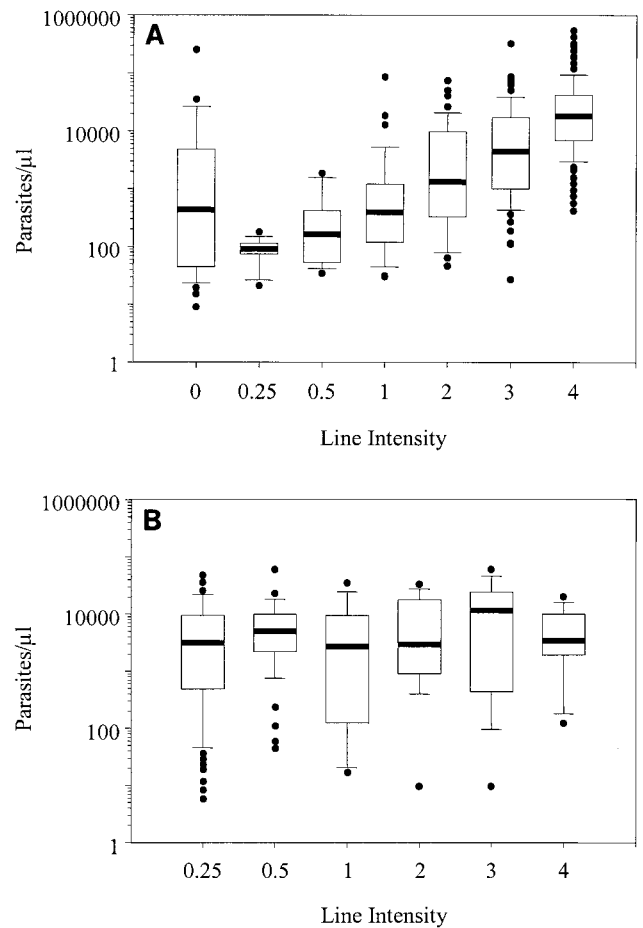 A
1000000
10000
100
1
Parasites/µl
0 0.25 0.5 1 2 3 4
Line Intensity
B
1000000
10000
100
1
Parasites/µl
0.25 0.5 1 2 3 4
Line Intensity